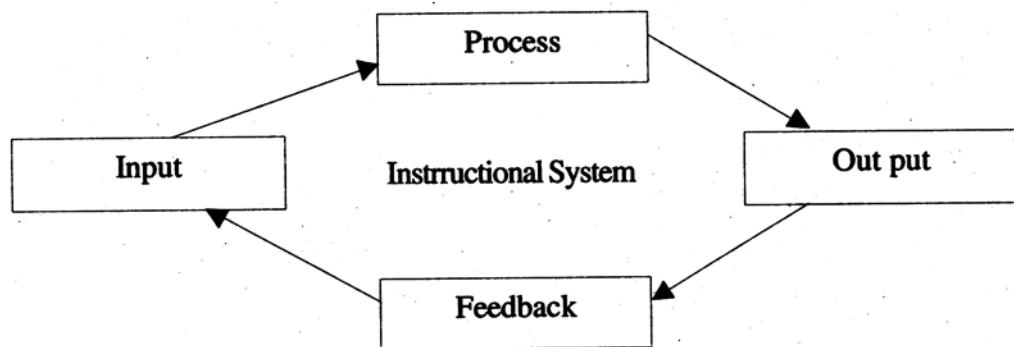 Process
Input
Instrructional System
Out put
Feedback